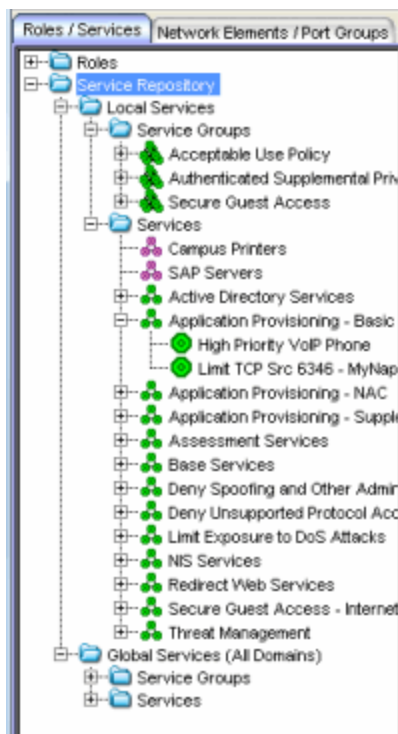 Roles / Services Network Elements / Port Groups
Roles
Service Repository
Local Services
Service Groups
Acceptable Use Policy
Authenticated Supplemental Priv
Secure Guest Access
Services
Campus Printers
SAP Servers
Active Directory Services
Application Provisioning - Basic
High Priority VoIP Phone
Limit TCP Src 6346 - MyNap
Application Provisioning - NAC
Application Provisioning - Supple
Assessment Services
Base Services
Deny Spoofing and Other Admin
Deny Unsupported Protocol Acc
Limit Exposure to DoS Attacks
NIS Services
Redirect Web Services
Secure Guest Access - Internet
Threat Management
Global Services (All Domains)
Service Groups
Services